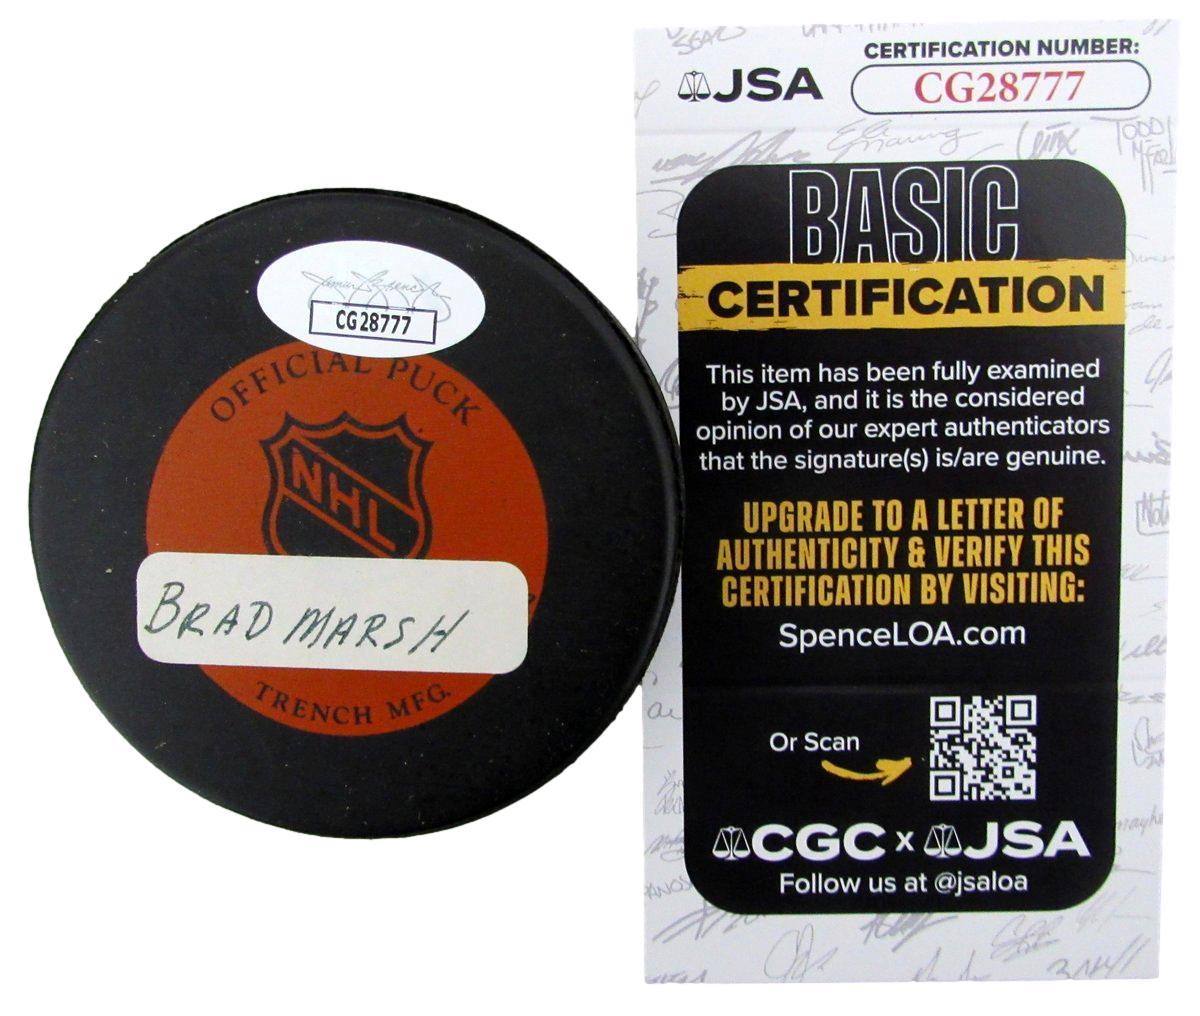 CG28777
OFFICIAL PUCK
NHL
BRAD MARSH
TRENCH MFG.
JSA
CERTIFICATION NUMBER:
CG28777
BASIC
CERTIFICATION
This item has been fully examined
by JSA, and it is the considered
opinion of our expert authenticators
that the signature(s) is/are genuine.
UPGRADE TO A LETTER OF
AUTHENTICITY & VERIFY THIS
CERTIFICATION BY VISITING:
SpenceLOA.com
Or Scan
CGC x JSA
Follow us at @jsaloa